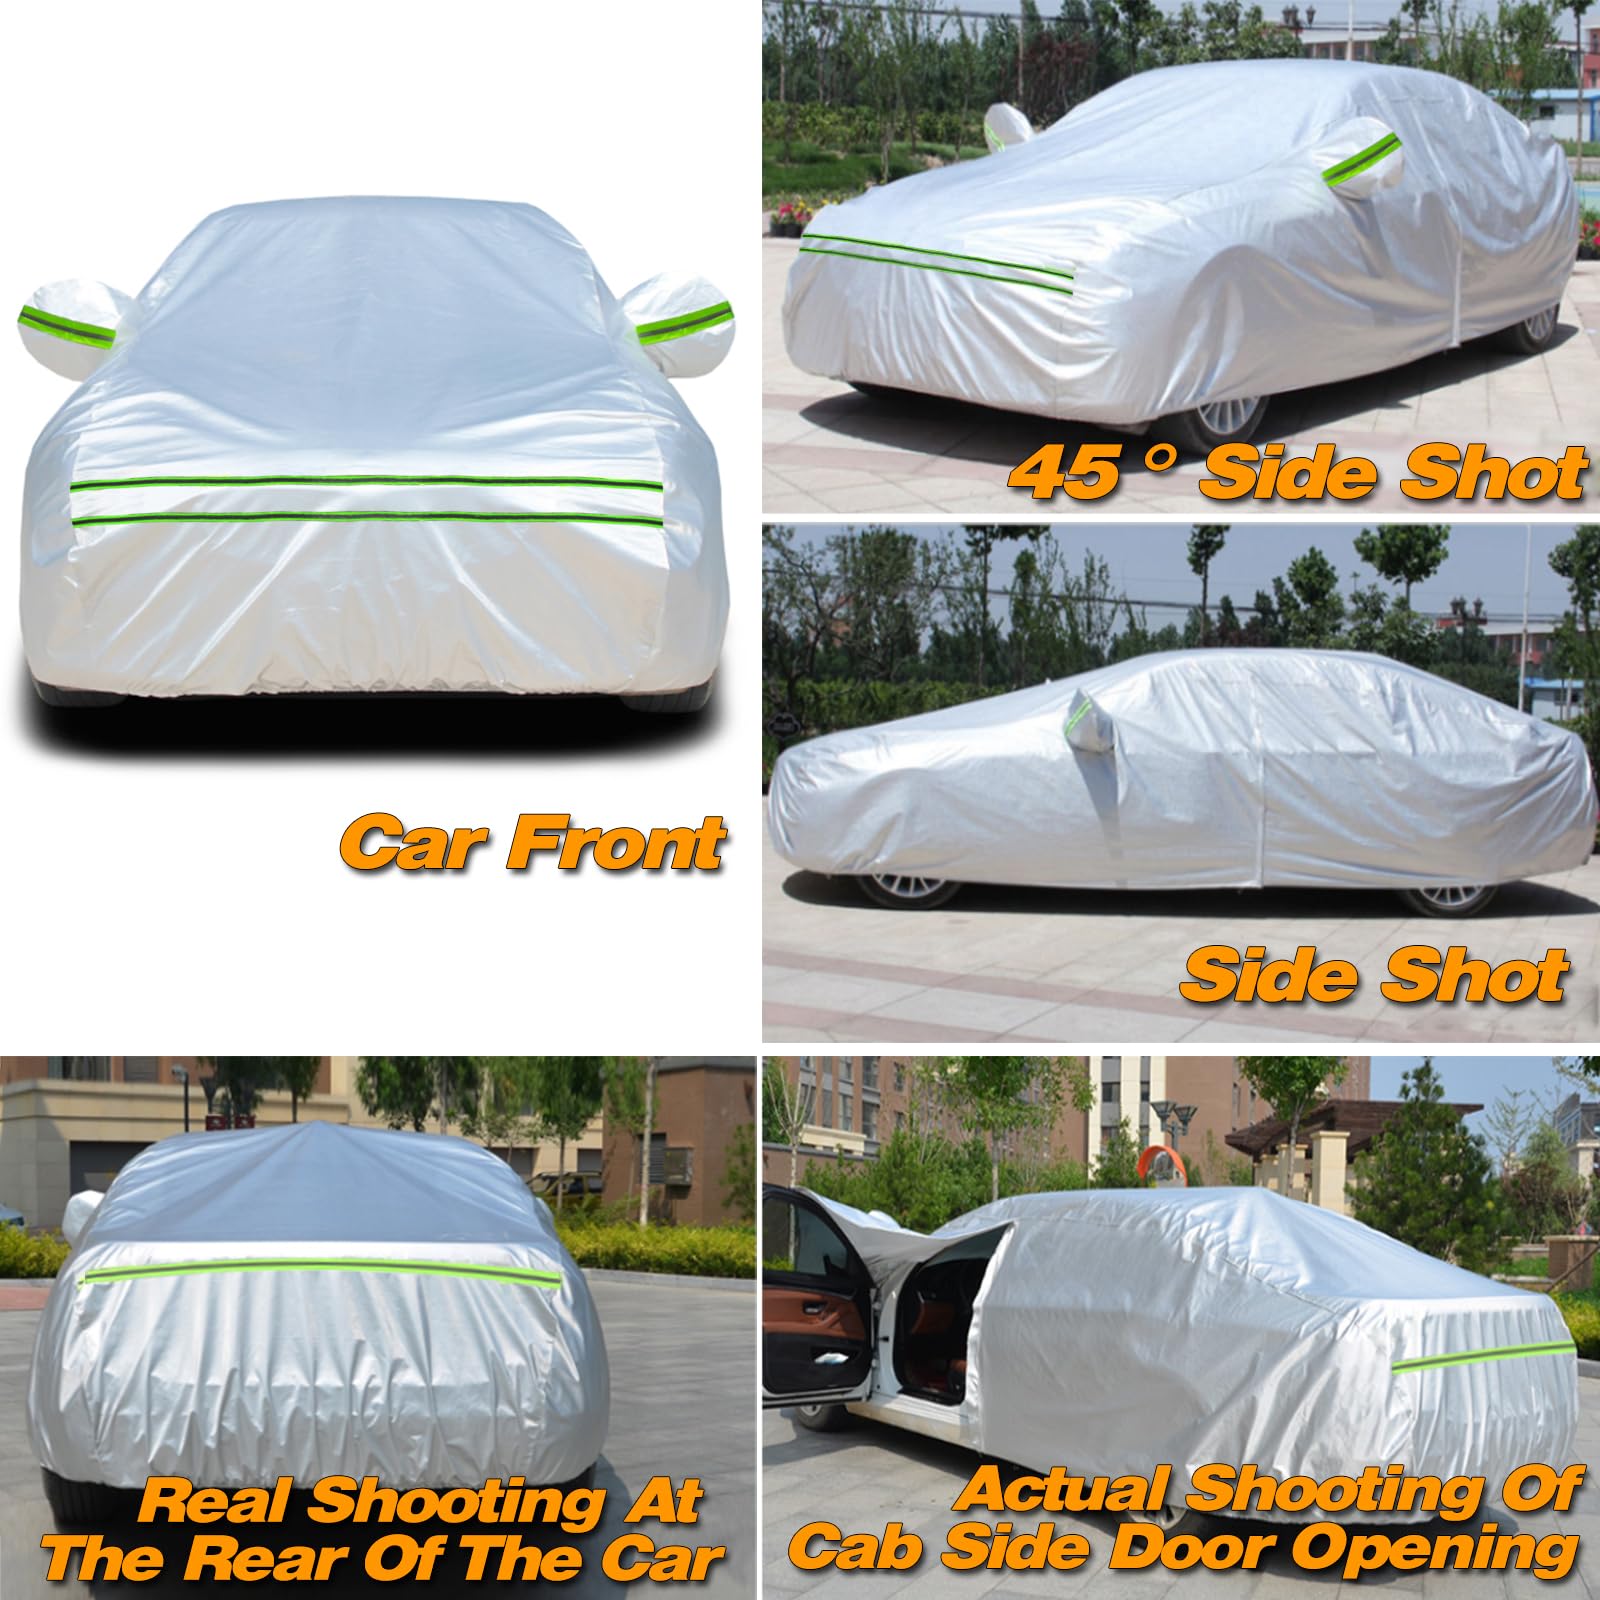 Car Front
45° Side Shot
Side Shot
Real Shooting At
The Rear Of The Car
Actual Shooting Of
Cab Side Door Opening